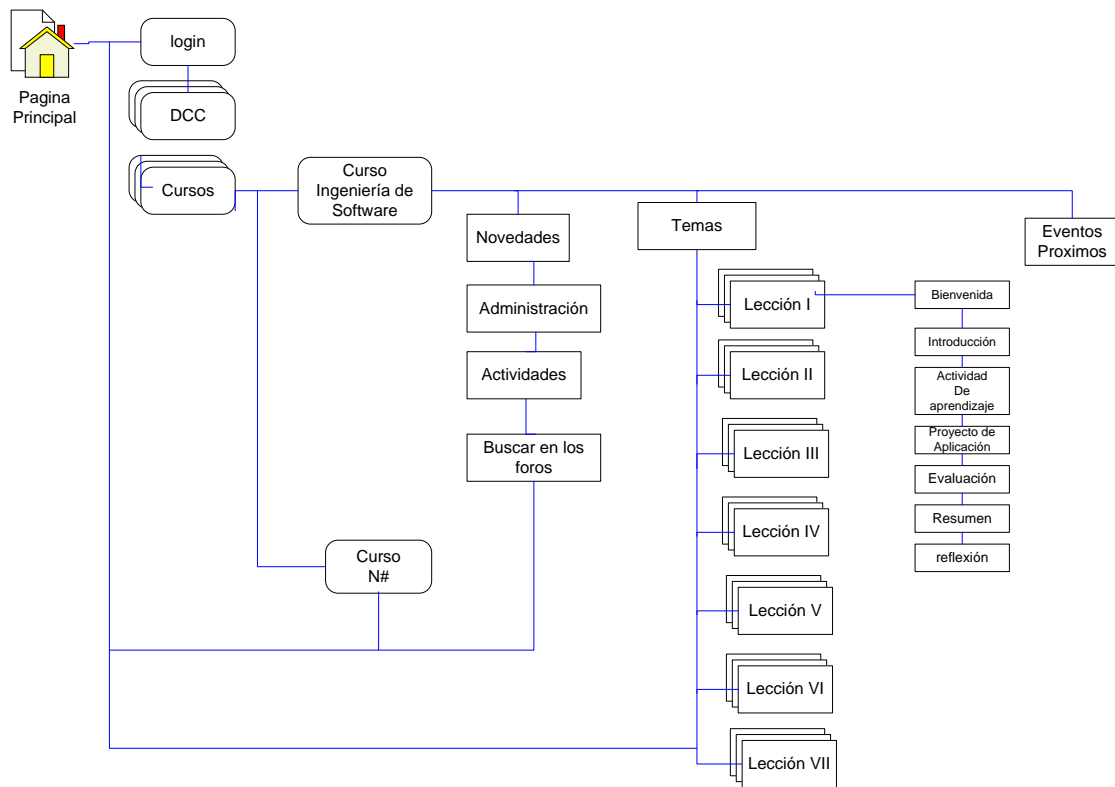 Pagina
Principal
login
DCC
Cursos
Curso
Ingeniería de
Software
Novedades
Administración
Actividades
Buscar en los
foros
Curso
N#
Temas
Lección I
Lección II
Lección III
Lección IV
Lección V
Lección VI
Lección VII
Bienvenida
Introducción
Actividad
De
aprendizaje
Proyecto de
Aplicación
Evaluación
Resumen
reflexión
Eventos
Proximos